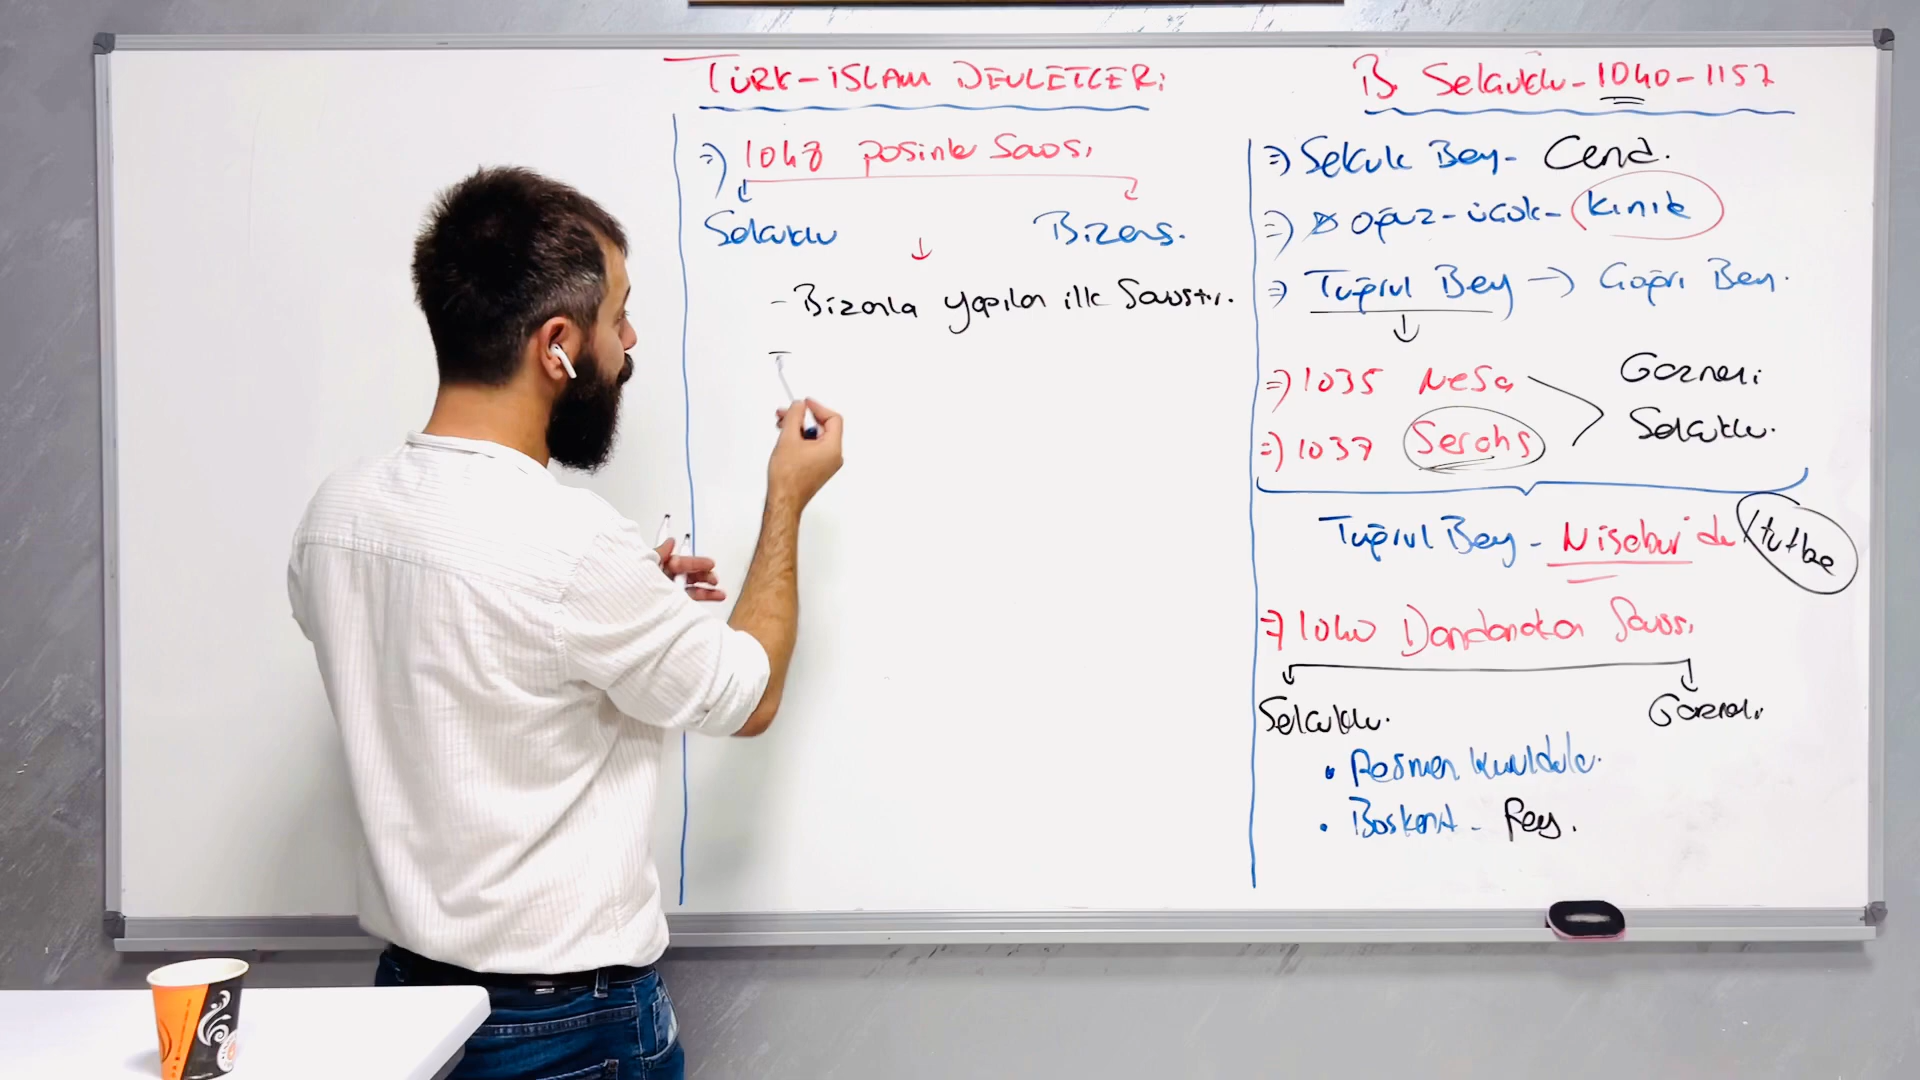 TÜRK-İSLAM DEVLETLERİ
B. Selçuklu-1040-1157
⇒ Selçuk Bey- Cend.
⇒ Oğuz-üçok- Kınık
⇒ Tuğrul Bey → Çağrı Bey.
↓
⇒ 1035 Nesa
⇒ 1037 Serahs
Gazneli
Selçuklu.
Tuğrul Bey - Nişabur'da Hutbe
⇒ 1040 Dandanakan Savaşı
Selçuklu.
Gazneli
• Resmen kuruldular.
• Başkent - Rey.
⇒ 1048 Pasinler Savaşı
Selçuklu
Bizans.
↓
- Bizansla yapılan ilk Savaştır.